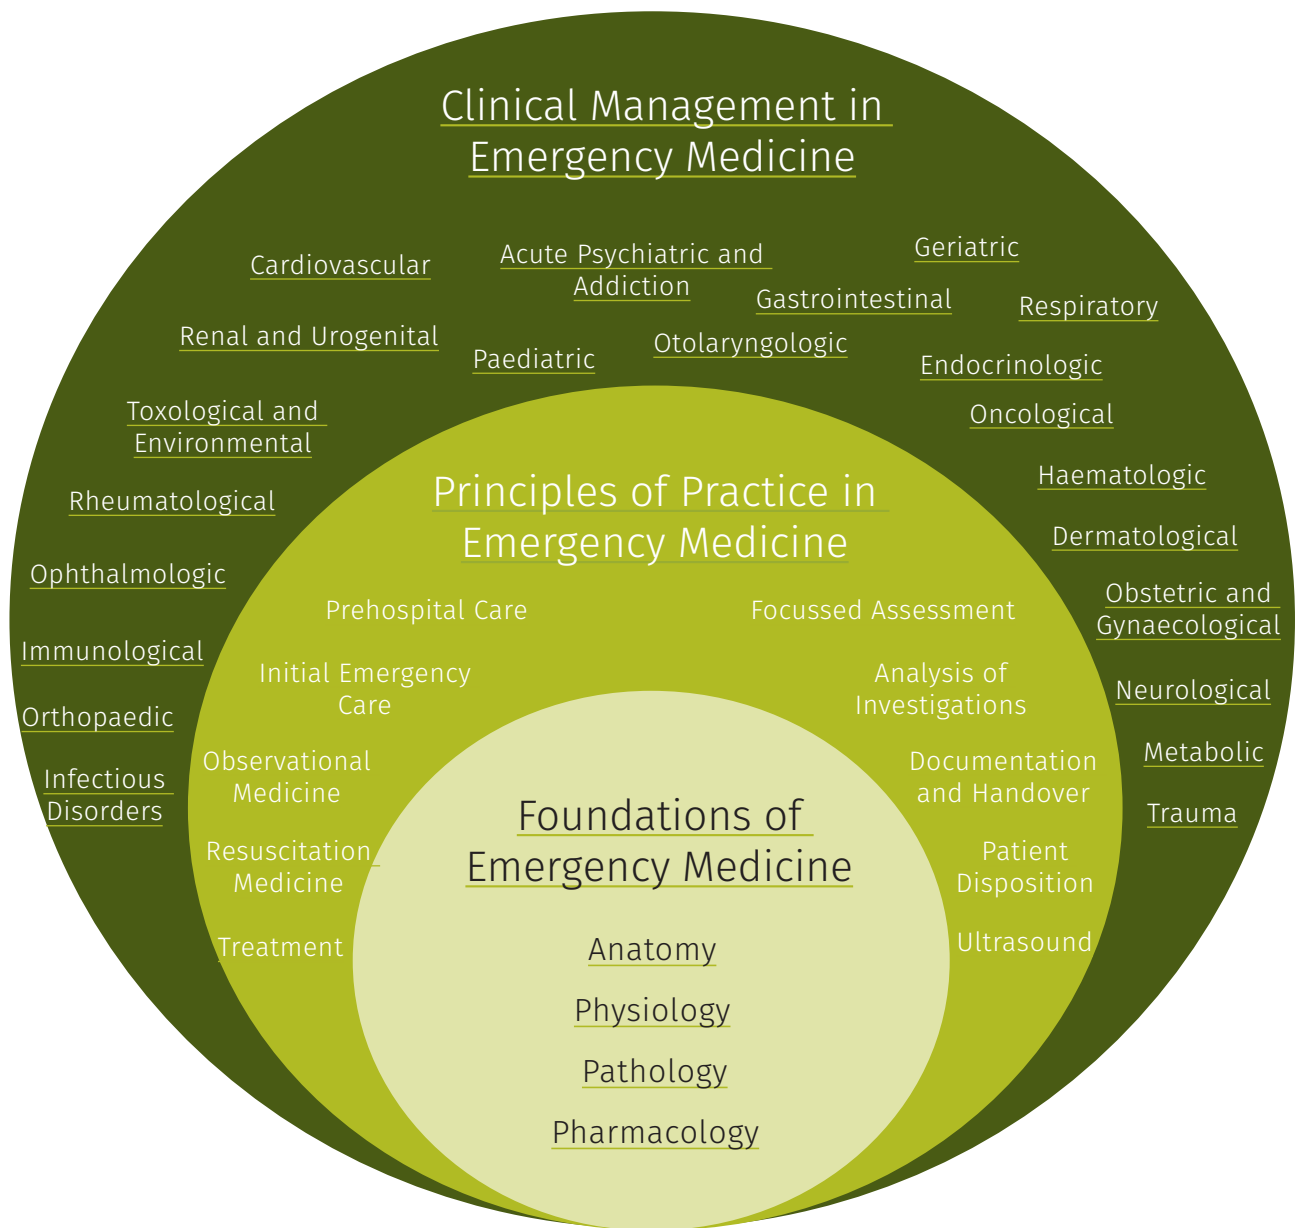 Clinical Management in
Emergency Medicine
Cardiovascular
Acute Psychiatric and
Addiction
Geriatric
Gastrointestinal
Respiratory
Renal and Urogenital
Paediatric
Otolaryngologic
Endocrinologic
Toxological and
Environmental
Oncological
Rheumatological
Haematologic
Dermatological
Ophthalmologic
Obstetric and
Gynaecological
Immunological
Neurological
Orthopaedic
Metabolic
Infectious
Disorders
Trauma
Principles of Practice in
Emergency Medicine
Prehospital Care
Focussed Assessment
Initial Emergency
Care
Analysis of
Investigations
Observational
Medicine
Documentation
and Handover
Resuscitation
Medicine
Patient
Disposition
Treatment
Ultrasound
Foundations of
Emergency Medicine
Anatomy
Physiology
Pathology
Pharmacology